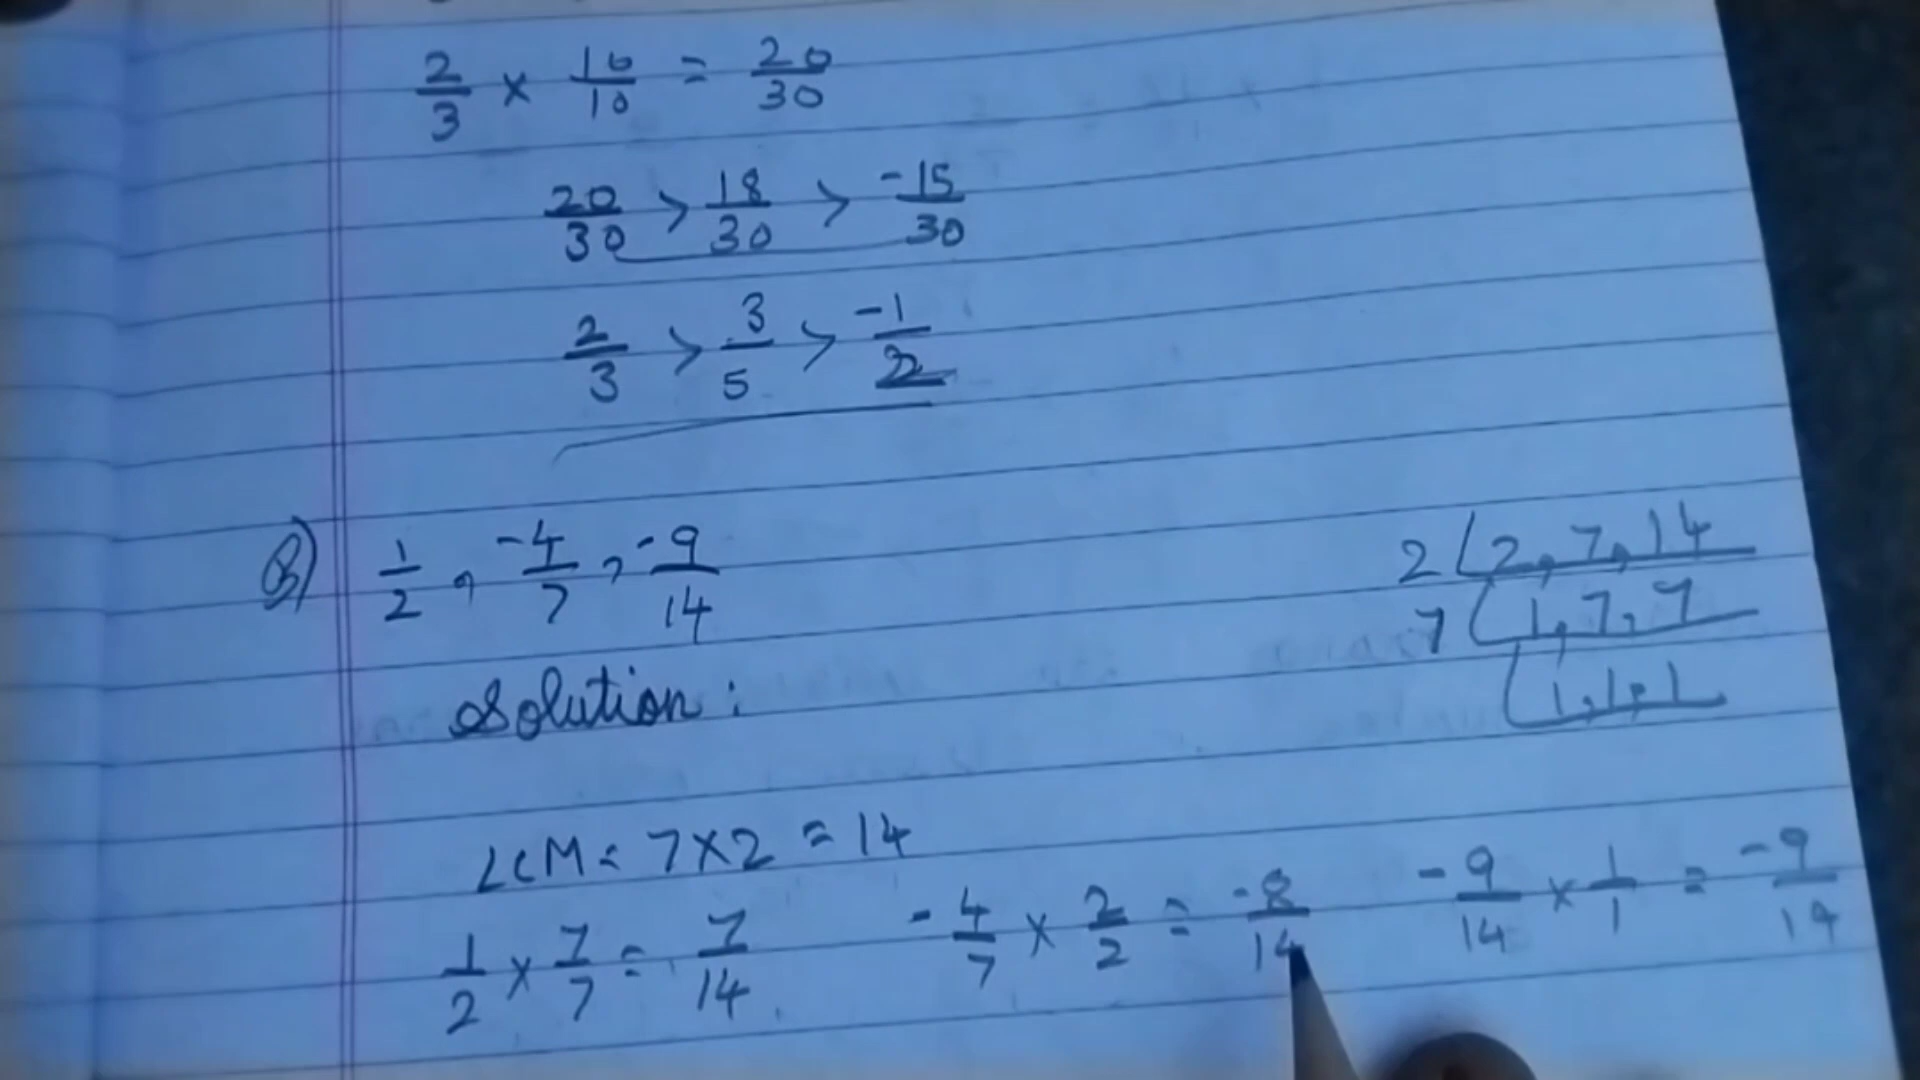 2/3 × 10/10 = 20/30
20/30 > 18/30 > -15/30
2/3 > 3/5 > -1/2
B) 1/2, -4/7, -9/14
2 | 2, 7, 14
7 | 1, 7, 7
1, 1, 1
Solution:
LCM = 7×2 = 14
1/2 × 7/7 = 7/14   -4/7 × 2/2 = -8/14   -9/14 × 1/1 = -9/14